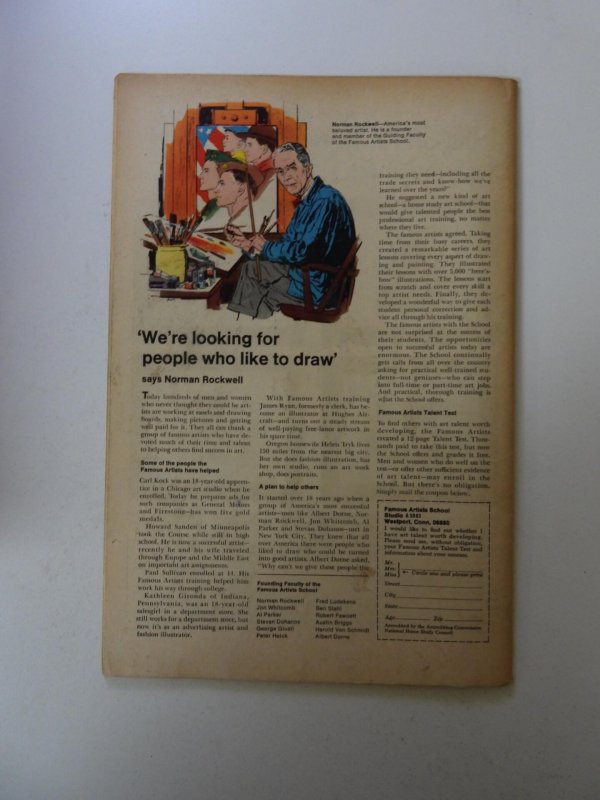 Norman Rockwell—America's most
beloved artist. He is a founder
and member of the Guiding Faculty
of the Famous Artists School.
'We're looking for
people who like to draw'
says Norman Rockwell
Today hundreds of men and women
who never thought they could be art-
ists are working at easels and drawing
boards, making pictures and getting
well paid for it. They all can thank a
group of famous artists who have de-
voted much of their time and talent
to helping others find success in art.
Some of the people the
Famous Artists have helped
Carl Kock was an 18-year-old appren-
tice in a Chicago art studio when he
enrolled. Today he prepares ads for
such companies as General Motors
and Firestone—has won five gold
medals.
Howard Sanden of Minneapolis
took the Course while still in high
school. He is now a successful artist—
recently he and his wife traveled
through Europe and the Middle East
on important art assignments.
Paul Sullivan enrolled at 14. His
Famous Artists training helped him
work his way through college.
Kathleen Gironda of Indiana,
Pennsylvania, was an 18-year-old
salesgirl in a department store. She
still works for a department store, but
now it's as an advertising artist and
fashion illustrator.
With Famous Artists training
James Ryan, formerly a clerk, has be-
come an illustrator at Hughes Air-
craft—and turns out a steady stream
of well-paying free-lance artwork in
his spare time.
Oregon housewife Helen Tryk lives
150 miles from the nearest big city.
But she does fashion illustration, has
her own studio, runs an art work
shop, does portraits.
A plan to help others
It started over 18 years ago when a
group of America's most successful
artists—men like Albert Dorne, Nor-
man Rockwell, Jon Whitcomb, Al
Parker and Stevan Dohanos—met in
New York City. They knew that all
over America there were people who
liked to draw who could be turned
into good artists. Albert Dorne asked,
"Why can't we give those people the
Founding Faculty of the
Famous Artists School
Norman Rockwell
Jon Whitcomb
Al Parker
Steven Dohanos
George Giusti
Peter Helck
Fred Ludekens
Ben Stahl
Robert Fawcett
Austin Briggs
Harold Von Schmidt
Albert Dorne
training they need—including all the
trade secrets and know-how we've
learned over the years?"
He suggested a new kind of art
school—a home study art school—that
would give talented people the best
professional art training, no matter
where they live.
The famous artists agreed. Taking
time from their busy careers, they
created a remarkable series of art
lessons covering every aspect of draw-
ing and painting. They illustrated
their lessons with over 5,000 "here's-
how" illustrations. The lessons start
from scratch and cover every skill a
top artist needs. Finally, they de-
veloped a wonderful way to give each
student personal correction and ad-
vice all through his training.
The famous artists with the School
are not surprised at the success of
their students. The opportunities
open to successful artists today are
enormous. The School continually
gets calls from all over the country
asking for practical well-trained stu-
dents—not geniuses—who can step
into full-time or part-time art jobs.
And practical, thorough training is
what the School offers.
Famous Artists Talent Test
To find others with art talent worth
developing, the Famous Artists
created a 12-page Talent Test. Thou-
sands paid to take this test, but now
the School offers and grades it free.
Men and women who do well on the
test—or offer other sufficient evidence
of art talent—may enroll in the
School. But there's no obligation.
Simply mail the coupon below.
Famous Artists School
Studio
Westport, Conn. 06880
I would like to find out whether I
have art talent worth developing.
Please send me, without obligation,
your Famous Artists Talent Test and
information about your courses.
Mr.
Mrs.
Miss
Circle one and please print
Street
City
State
Age Zip
Accredited by the Accrediting Commission
National Home Study Council